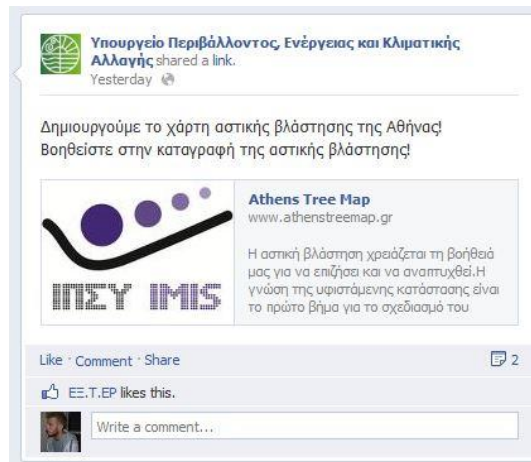 Υπουργείο Περιβάλλοντος, Ενέργειας και Κλιματικής
Αλλαγής shared a link.
Yesterday
Δημιουργούμε το χάρτη αστικής βλάστησης της Αθήνας!
Βοηθείστε στην καταγραφή της αστικής βλάστησης!
ΙΠΣΥ IMIS
Athens Tree Map
www.athenstreemap.gr
Η αστική βλάστηση χρειάζεται τη βοήθειά
μας για να επιζήσει και να αναπτυχθεί.Η
γνώση της υφιστάμενης κατάστασης είναι
το πρώτο βήμα για το σχεδιασμό του
Like · Comment · Share
2
ΕΞ.Τ.ΕΡ likes this.
Write a comment...